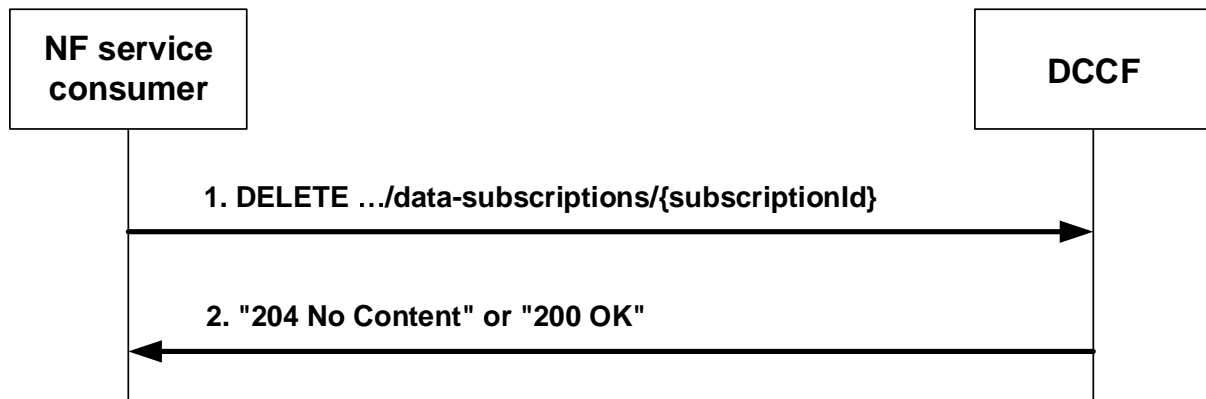 NF service
consumer
DCCF
1. DELETE …/data-subscriptions/{subscriptionId}
2. "204 No Content" or "200 OK"